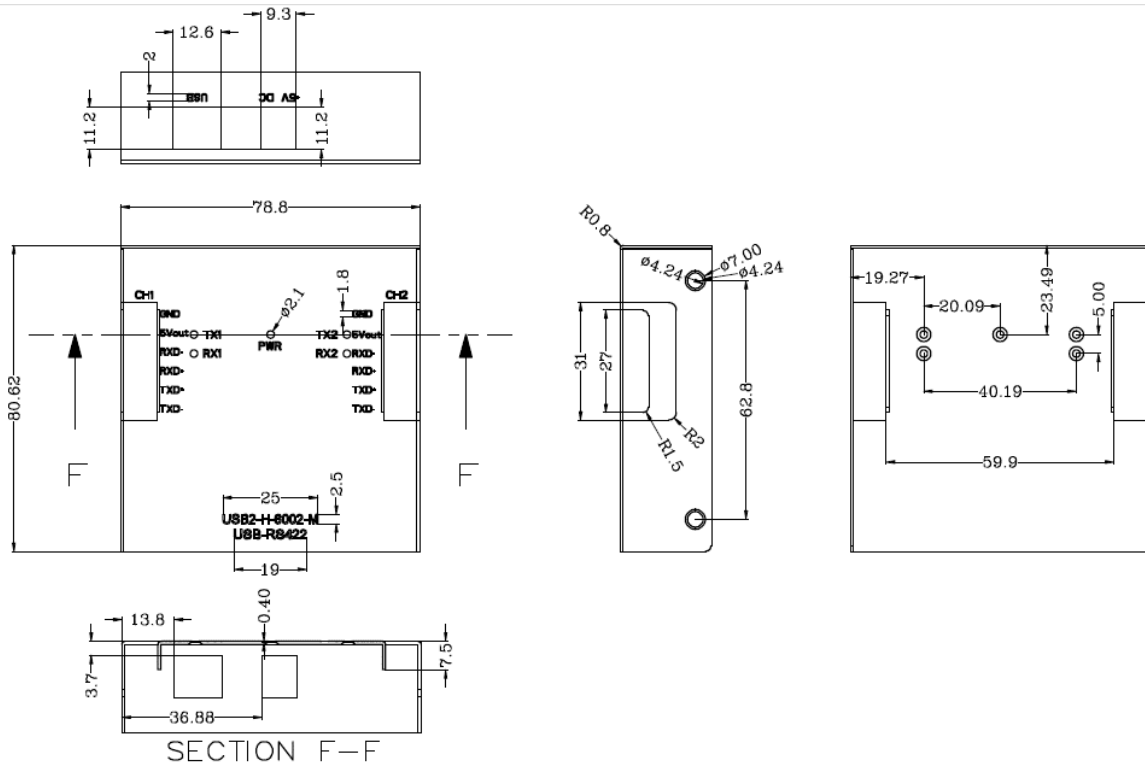 9.3
12.6
2
USB
5V DC
11.2
11.2
78.8
CH1
CH2
1.8
ø2.1
GND
GND
5Vout
TX1
TX2
5Vout
PWR
RXD-
RX1
RX2
RXD-
RXD+
RXD+
TXD+
TXD+
TXD-
TXD-
80.62
F
F
25
2.5
USB2-H-6002-M
USB-RS422
19
R0.8
ø7.00
ø4.24
ø4.24
31
27
62.8
R2
R1.5
19.27
20.09
23.49
5.00
40.19
59.9
13.8
0.40
3.7
7.5
36.88
SECTION F-F